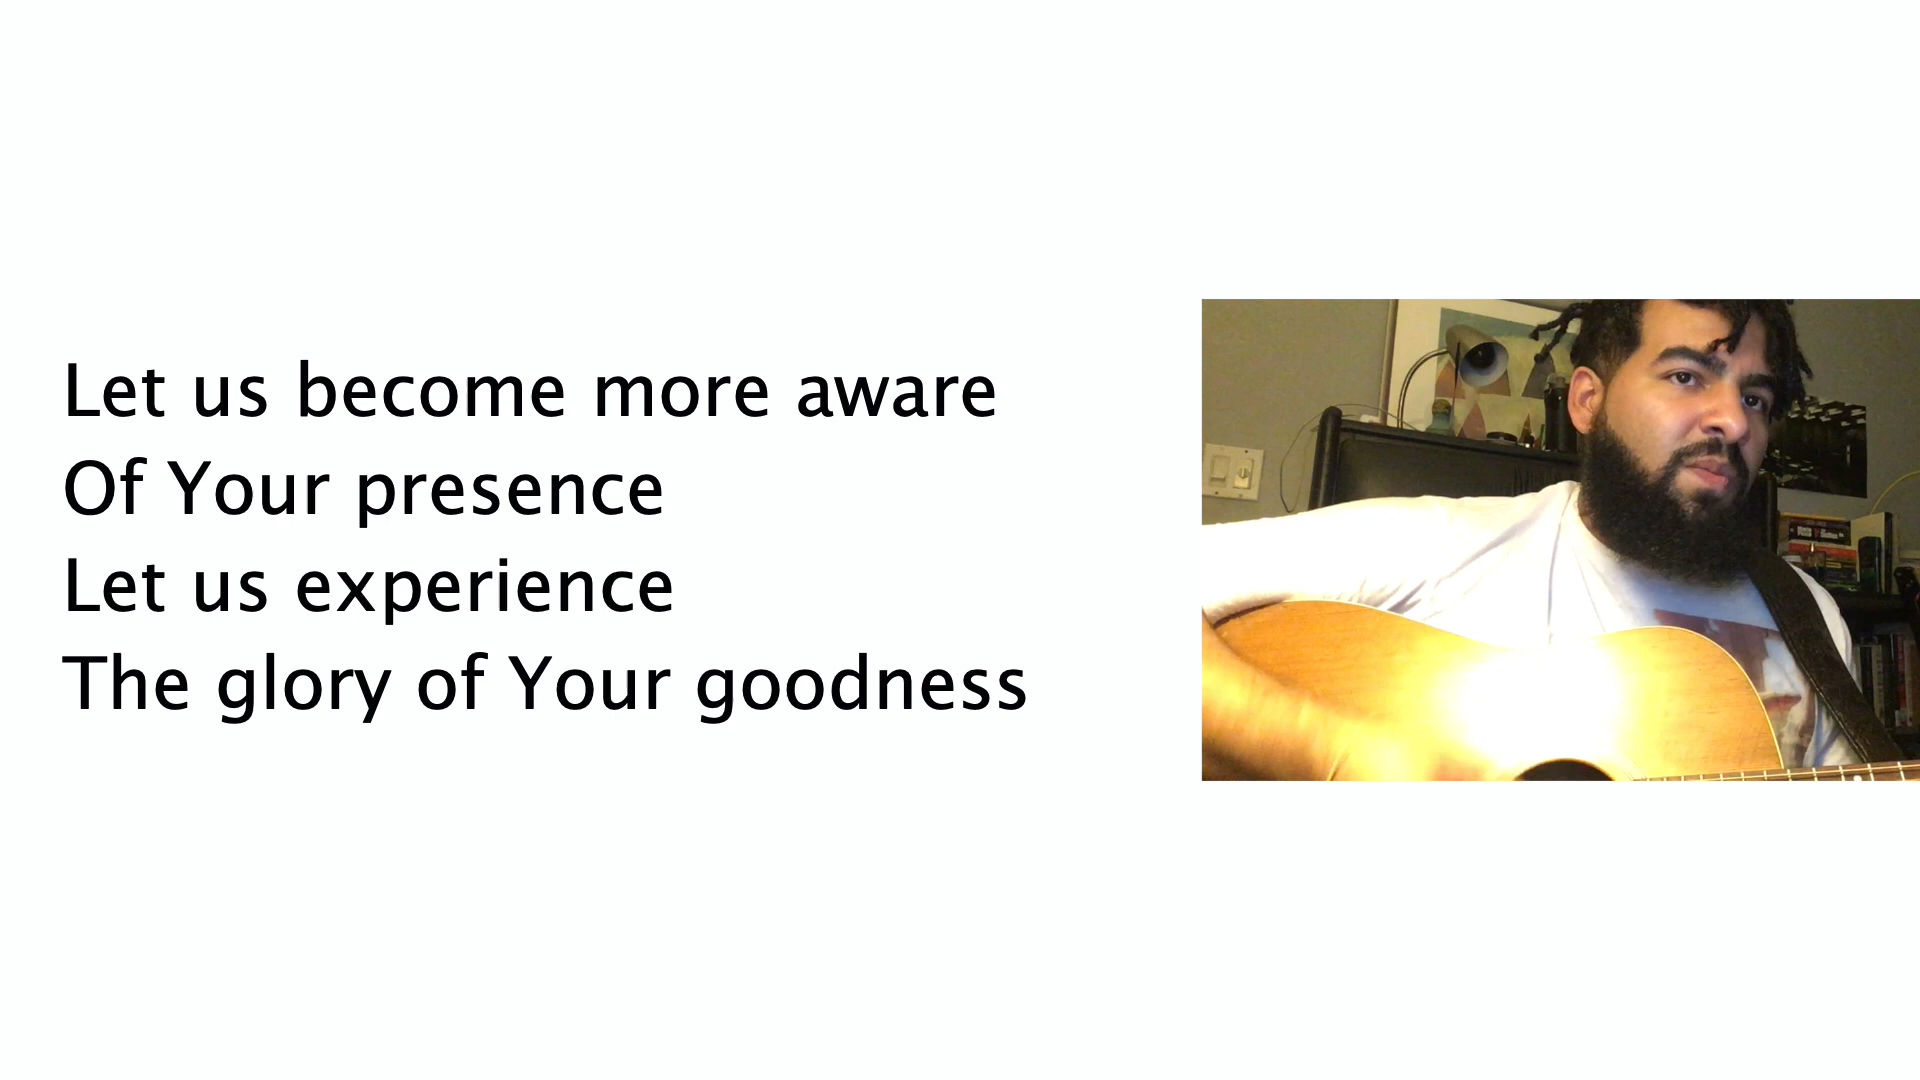 Let us become more aware
Of Your presence
Let us experience
The glory of Your goodness